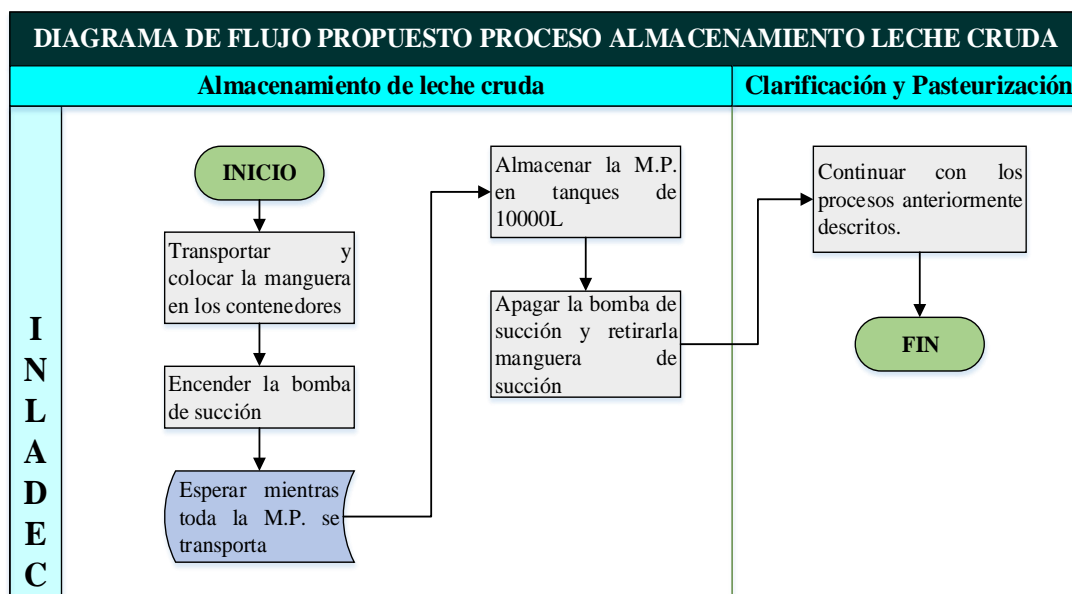 DIAGRAMA DE FLUJO PROPUESTO PROCESO ALMACENAMIENTO LECHE CRUDA
Almacenamiento de leche cruda
Clarificación y Pasteurización
I
N
L
A
D
E
C
INICIO
Transportar y
colocar la manguera
en los contenedores
Encender la bomba
de succión
Esperar mientras
toda la M.P. se
transporta
Almacenar la M.P.
en tanques de
10000L
Apagar la bomba de
succión y retirarla
manguera de
succión
Continuar con los
procesos anteriormente
descritos.
FIN